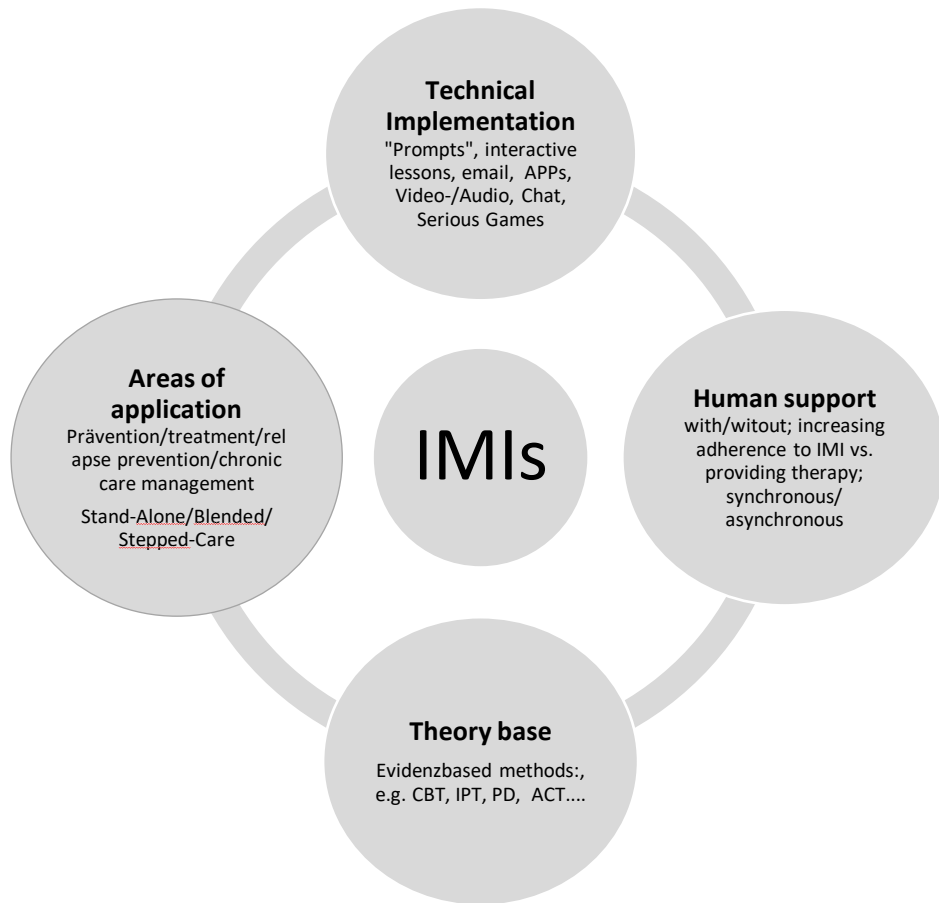 Technical
Implementation
"Prompts", interactive
lessons, email,  APPs,
Video-/Audio, Chat,
Serious Games
Areas of
application
Prävention/treatment/rel
apse prevention/chronic
care management
Stand-Alone/Blended/
Stepped-Care
IMIs
Human support
with/witout; increasing
adherence to IMI vs.
providing therapy;
synchronous/
asynchronous
Theory base
Evidenzbased methods:,
e.g. CBT, IPT, PD,  ACT....